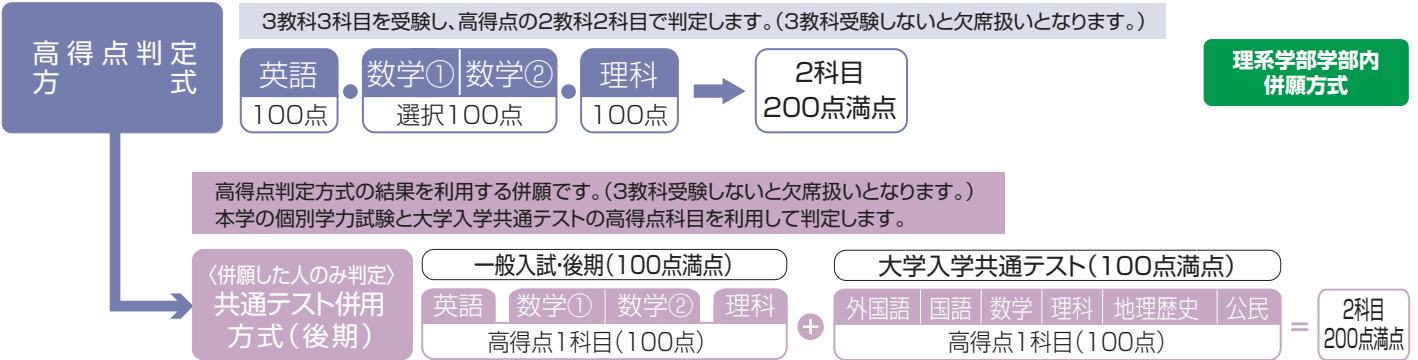 3教科3科目を受験し、高得点の2教科2科目で判定します。(3教科受験しないと欠席扱いとなります。)
高得点判定
方式
英語
100点
数学① 数学②
選択100点
理科
100点
2科目
200点満点
理系学部学部内
併願方式
高得点判定方式の結果を利用する併願です。(3教科受験しないと欠席扱いとなります。)
本学の個別学力試験と大学入学共通テストの高得点科目を利用して判定します。
〈併願した人のみ判定〉
共通テスト併用
方式(後期)
一般入試・後期(100点満点)
英語 数学① 数学② 理科
高得点1科目(100点)
+
大学入学共通テスト(100点満点)
外国語 国語 数学 理科 地理歴史 公民
高得点1科目(100点)
=
2科目
200点満点